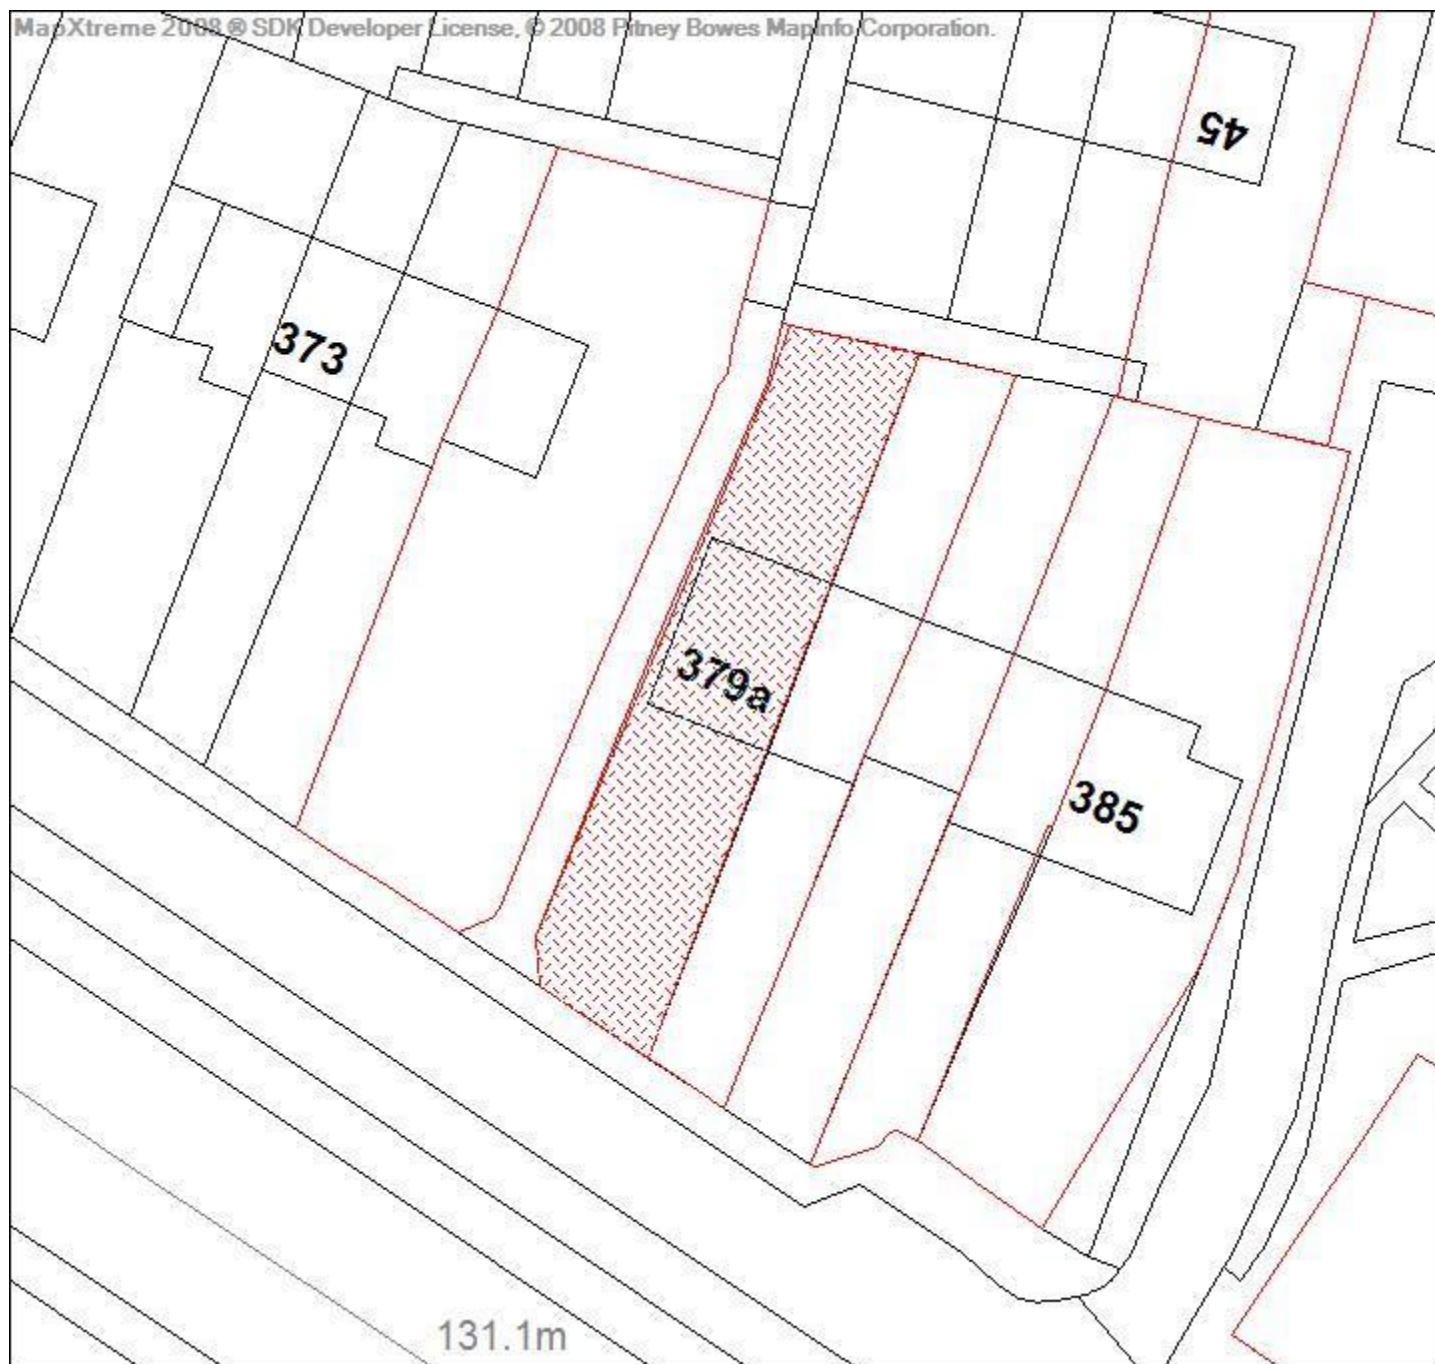 MapXtreme 2008 ® SDK Developer License, © 2008 Pitney Bowes MapInfo Corporation.
45
373
379a
385
131.1m